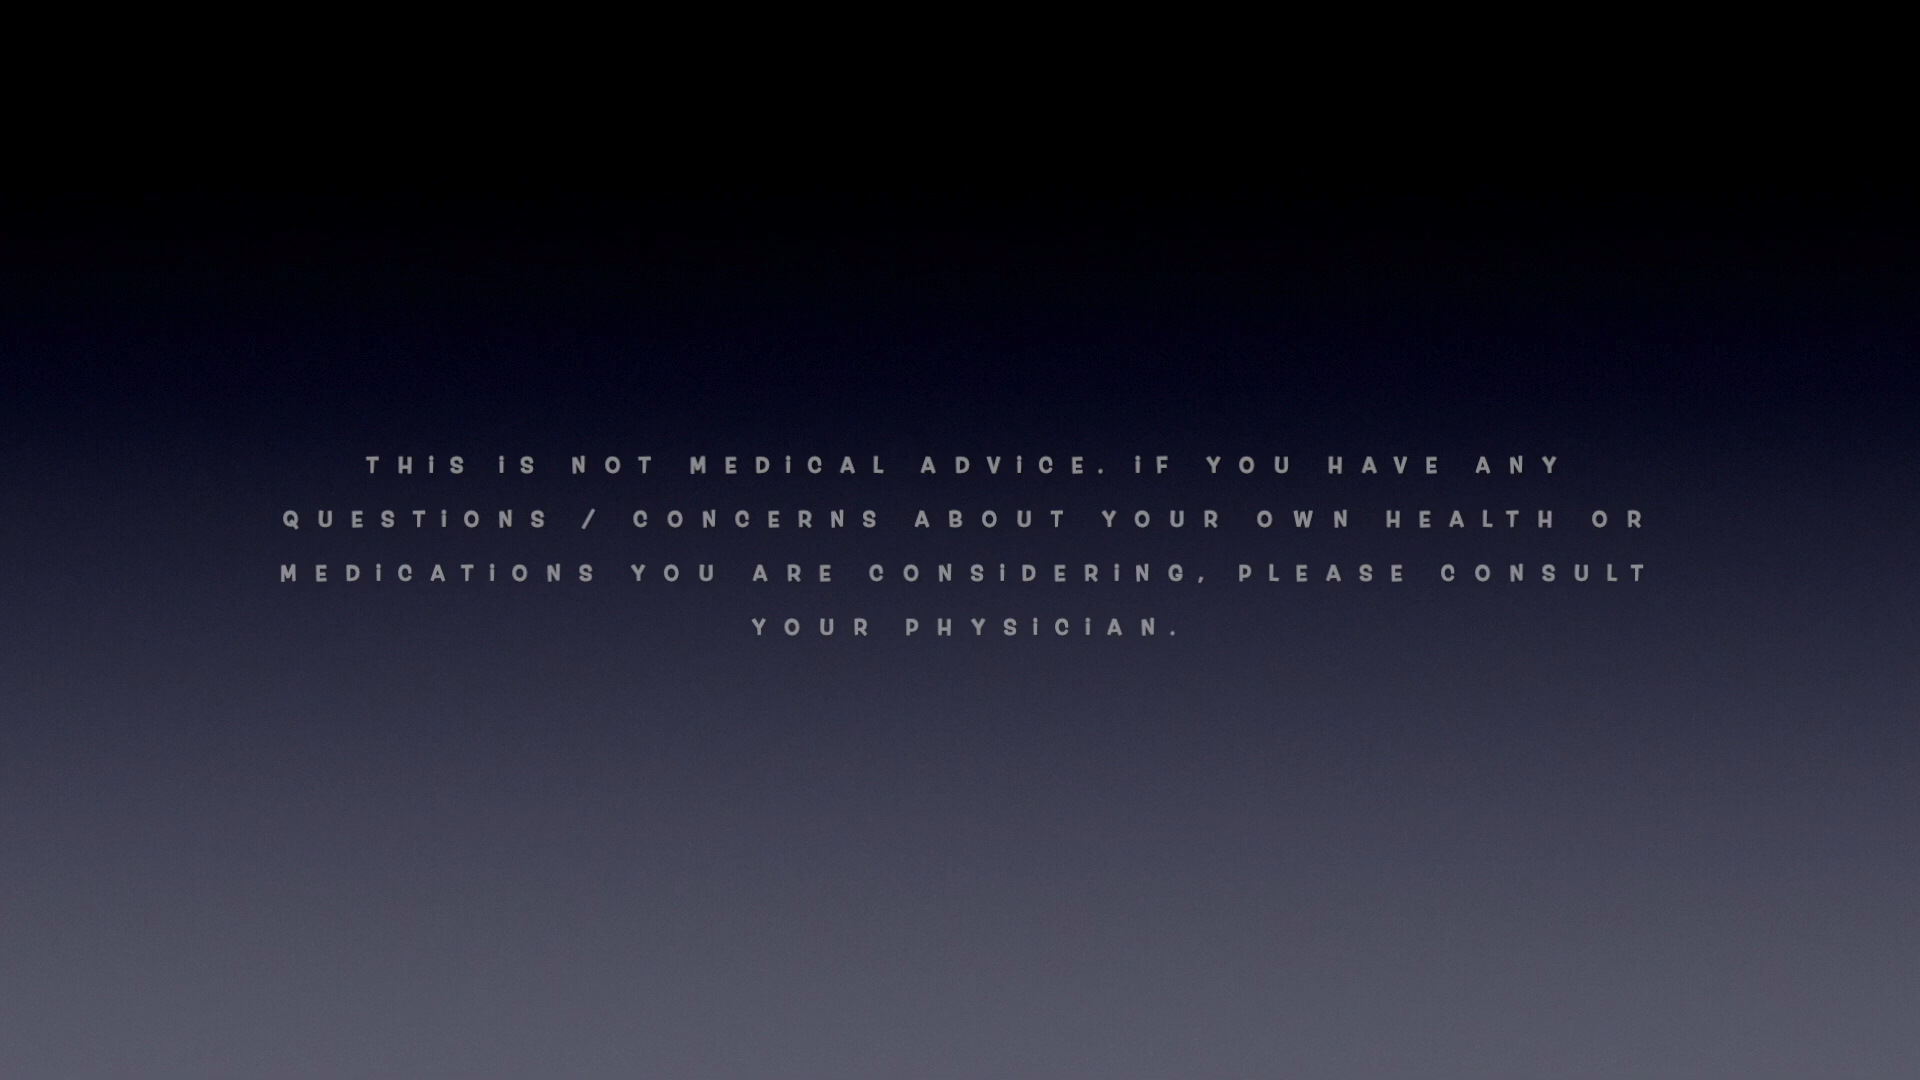 THiS iS NOT MEDiCAL ADViCE. iF YOU HAVE ANY
QUESTiONS / CONCERNS ABOUT YOUR OWN HEALTH OR
MEDiCATiONS YOU ARE CONSiDERiNG, PLEASE CONSULT
YOUR PHYSiCiAN.